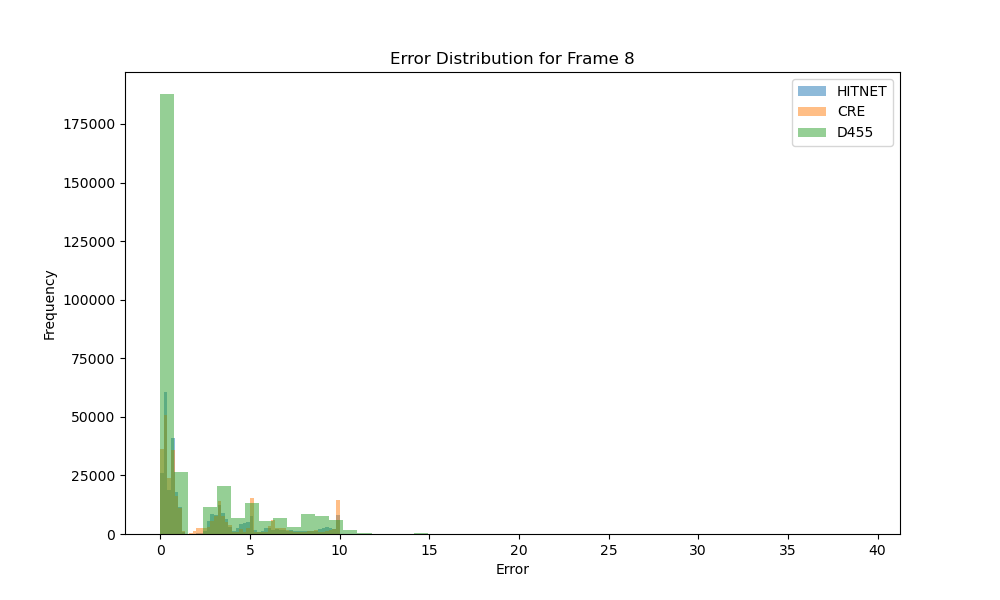 Error Distribution for Frame 8
HITNET
CRE
D455
175000
150000
125000
100000
75000
50000
25000
0
Frequency
0 5 10 15 20 25 30 35 40
Error